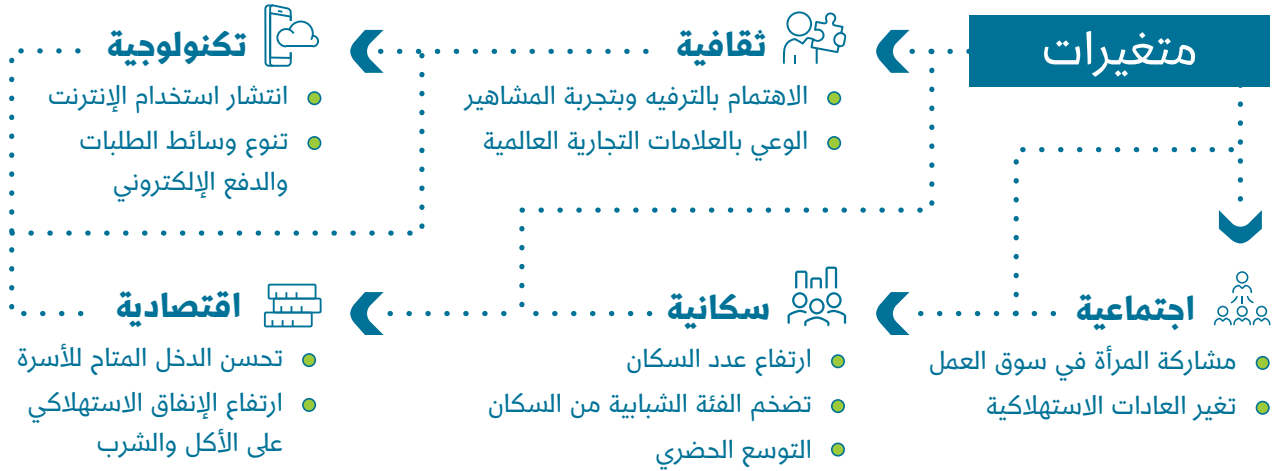 متغيرات
ثقافية
الاهتمام بالترفيه وبتجربة المشاهير
الوعي بالعلامات التجارية العالمية
تكنولوجية
انتشار استخدام الإنترنت
تنوع وسائط الطلبات
والدفع الإلكتروني
اجتماعية
مشاركة المرأة في سوق العمل
تغير العادات الاستهلاكية
سكانية
ارتفاع عدد السكان
تضخم الفئة الشبابية من السكان
التوسع الحضري
اقتصادية
تحسن الدخل المتاح للأسرة
ارتفاع الإنفاق الاستهلاكي
على الأكل والشرب